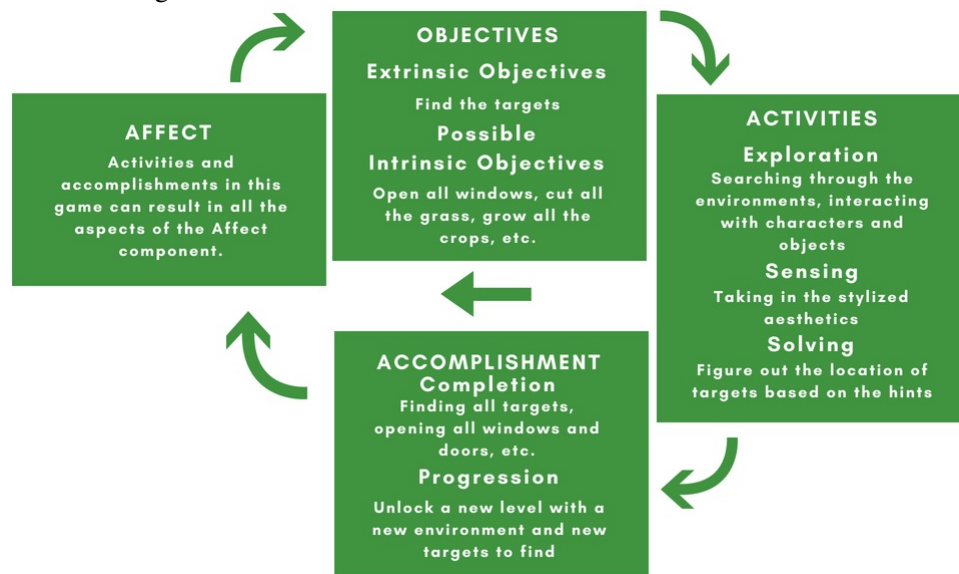 OBJECTIVES
Extrinsic Objectives
Find the targets
Possible
Intrinsic Objectives
Open all windows, cut all
the grass, grow all the
crops, etc.
ACTIVITIES
Exploration
Searching through the
environments, interacting
with characters and
objects
Sensing
Taking in the stylized
aesthetics
Solving
Figure out the location of
targets based on the hints
ACCOMPLISHMENT
Completion
Finding all targets,
opening all windows and
doors, etc.
Progression
Unlock a new level with a
new environment and new
targets to find
AFFECT
Activities and
accomplishments in this
game can result in all the
aspects of the Affect
component.